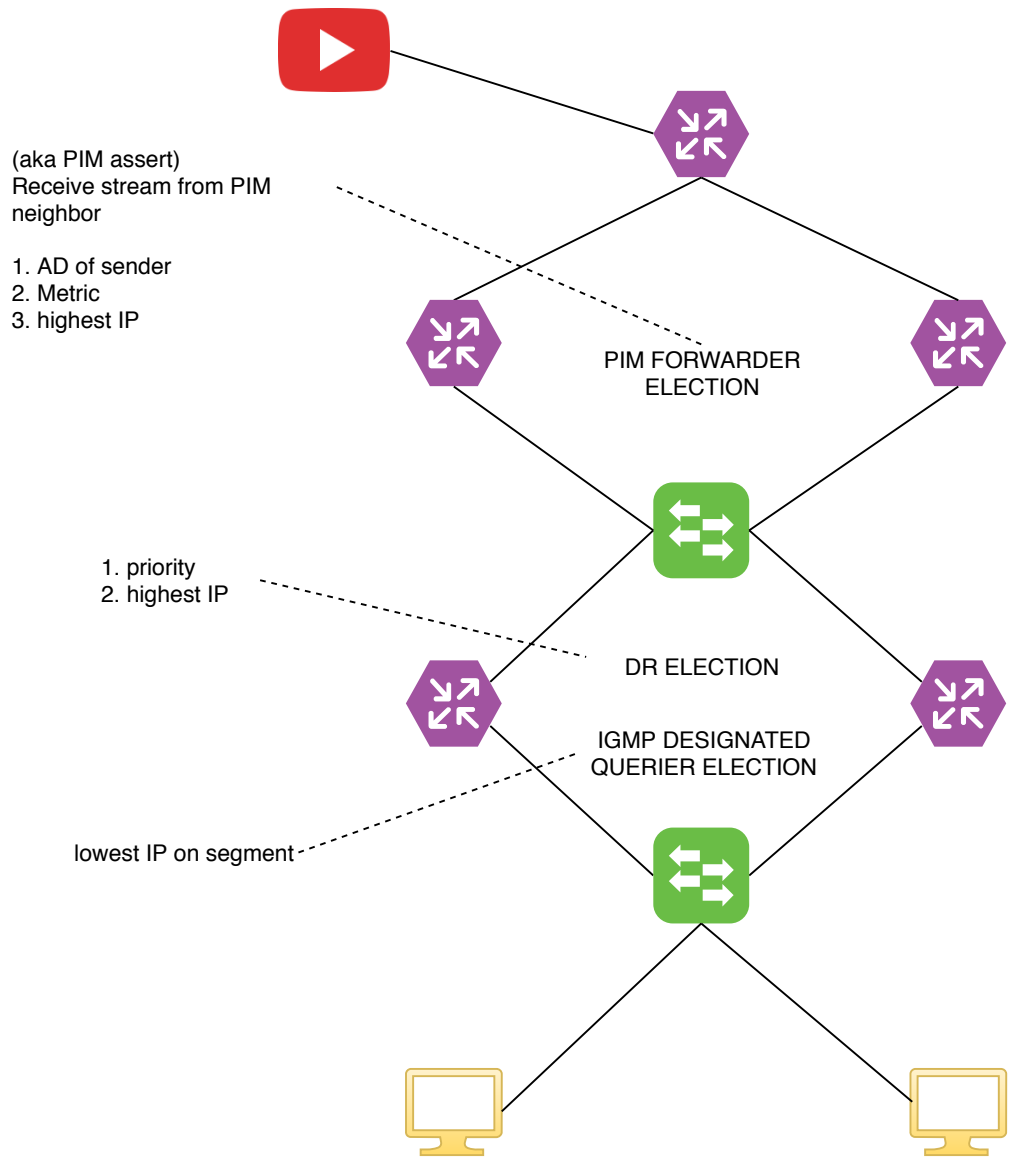 (aka PIM assert)
Receive stream from PIM
neighbor
1. AD of sender
2. Metric
3. highest IP
PIM FORWARDER
ELECTION
1. priority
2. highest IP
DR ELECTION
IGMP DESIGNATED
QUERIER ELECTION
lowest IP on segment